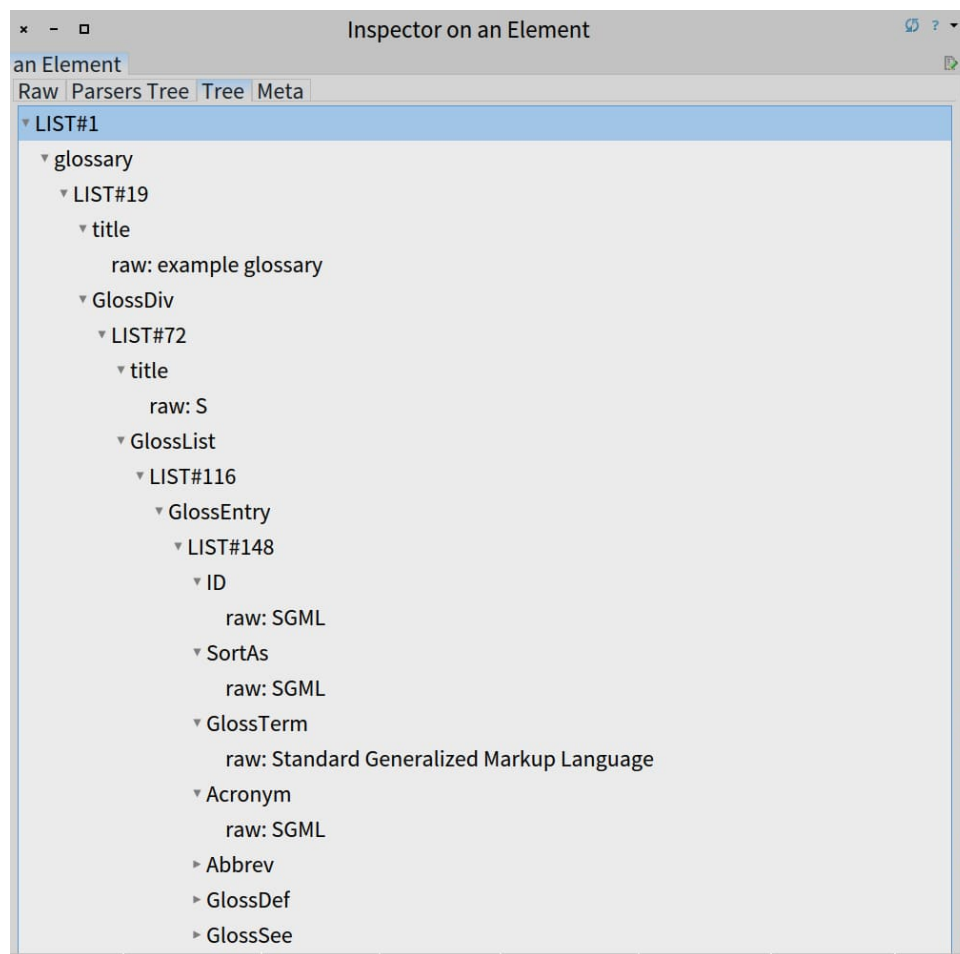 Inspector on an Element
?
an Element
Raw Parsers Tree Tree Meta
LIST#1
glossary
LIST#19
title
raw: example glossary
GlossDiv
LIST#72
title
raw: S
GlossList
LIST#116
GlossEntry
LIST#148
ID
raw: SGML
SortAs
raw: SGML
GlossTerm
raw: Standard Generalized Markup Language
Acronym
raw: SGML
Abbrev
GlossDef
GlossSee